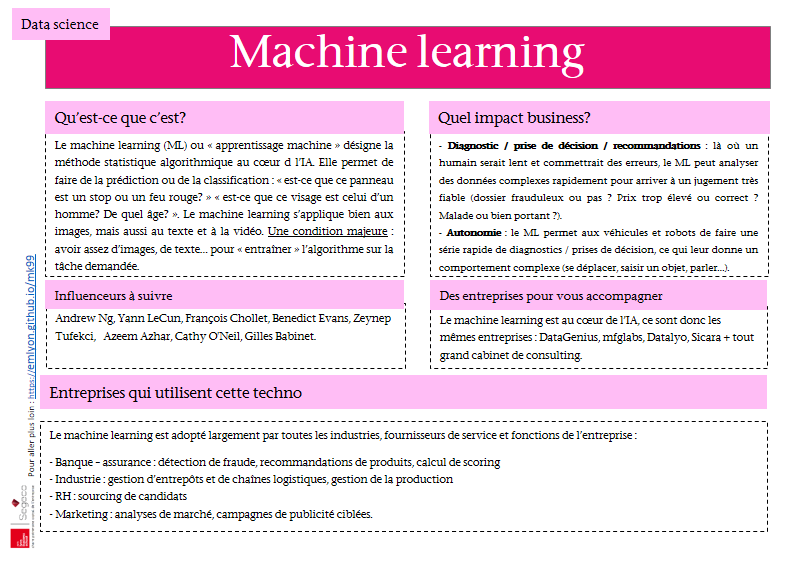 Data science
Machine learning
Qu’est-ce que c’est?
Le machine learning (ML) ou « apprentissage machine » désigne la
méthode statistique algorithmique au cœur d l’IA. Elle permet de
faire de la prédiction ou de la classification : « est-ce que ce panneau
est un stop ou un feu rouge? » « est-ce que ce visage est celui d’un
homme? De quel âge? ». Le machine learning s’applique bien aux
images, mais aussi au texte et à la vidéo. Une condition majeure :
avoir assez d’images, de texte… pour « entraîner » l’algorithme sur la
tâche demandée.
Quel impact business?
- Diagnostic / prise de décision / recommandations : là où un
humain serait lent et commettrait des erreurs, le ML peut analyser
des données complexes rapidement pour arriver à un jugement très
fiable (dossier frauduleux ou pas ? Prix trop élevé ou correct ?
Malade ou bien portant ?).
- Autonomie : le ML permet aux véhicules et robots de faire une
série rapide de diagnostics / prises de décision, ce qui leur donne un
comportement complexe (se déplacer, saisir un objet, parler…).
Influenceurs à suivre
Andrew Ng, Yann LeCun, François Chollet, Benedict Evans, Zeynep
Tufekci, Azeem Azhar, Cathy O’Neil, Gilles Babinet.
Des entreprises pour vous accompagner
Le machine learning est au cœur de l’IA, ce sont donc les
mêmes entreprises : DataGenius, mfglabs, Datalyo, Sicara + tout
grand cabinet de consulting.
Entreprises qui utilisent cette techno
Le machine learning est adopté largement par toutes les industries, fournisseurs de service et fonctions de l’entreprise :
- Banque – assurance : détection de fraude, recommandations de produits, calcul de scoring
- Industrie : gestion d’entrepôts et de chaînes logistiques, gestion de la production
- RH : sourcing de candidats
- Marketing : analyses de marché, campagnes de publicité ciblées.
Pour aller plus loin : https://emlyon.github.io/mk99
Segeco